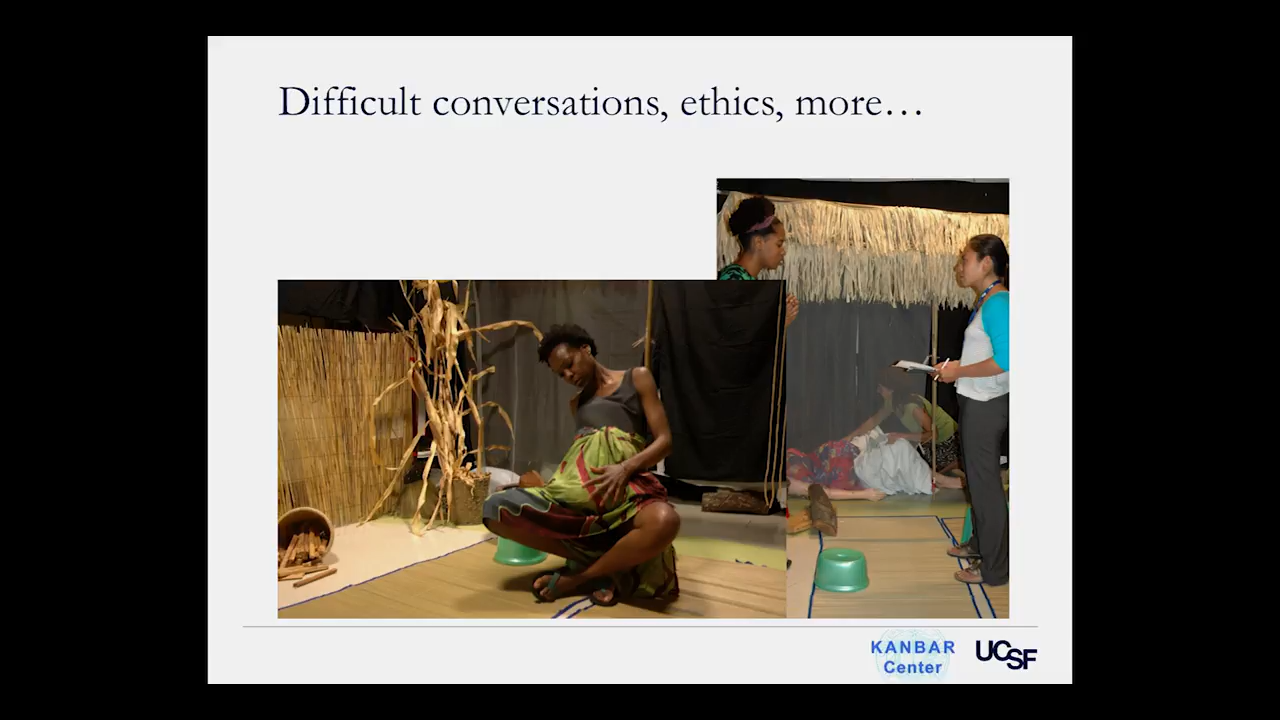 Difficult conversations, ethics, more…
KANBAR
Center
UCSF